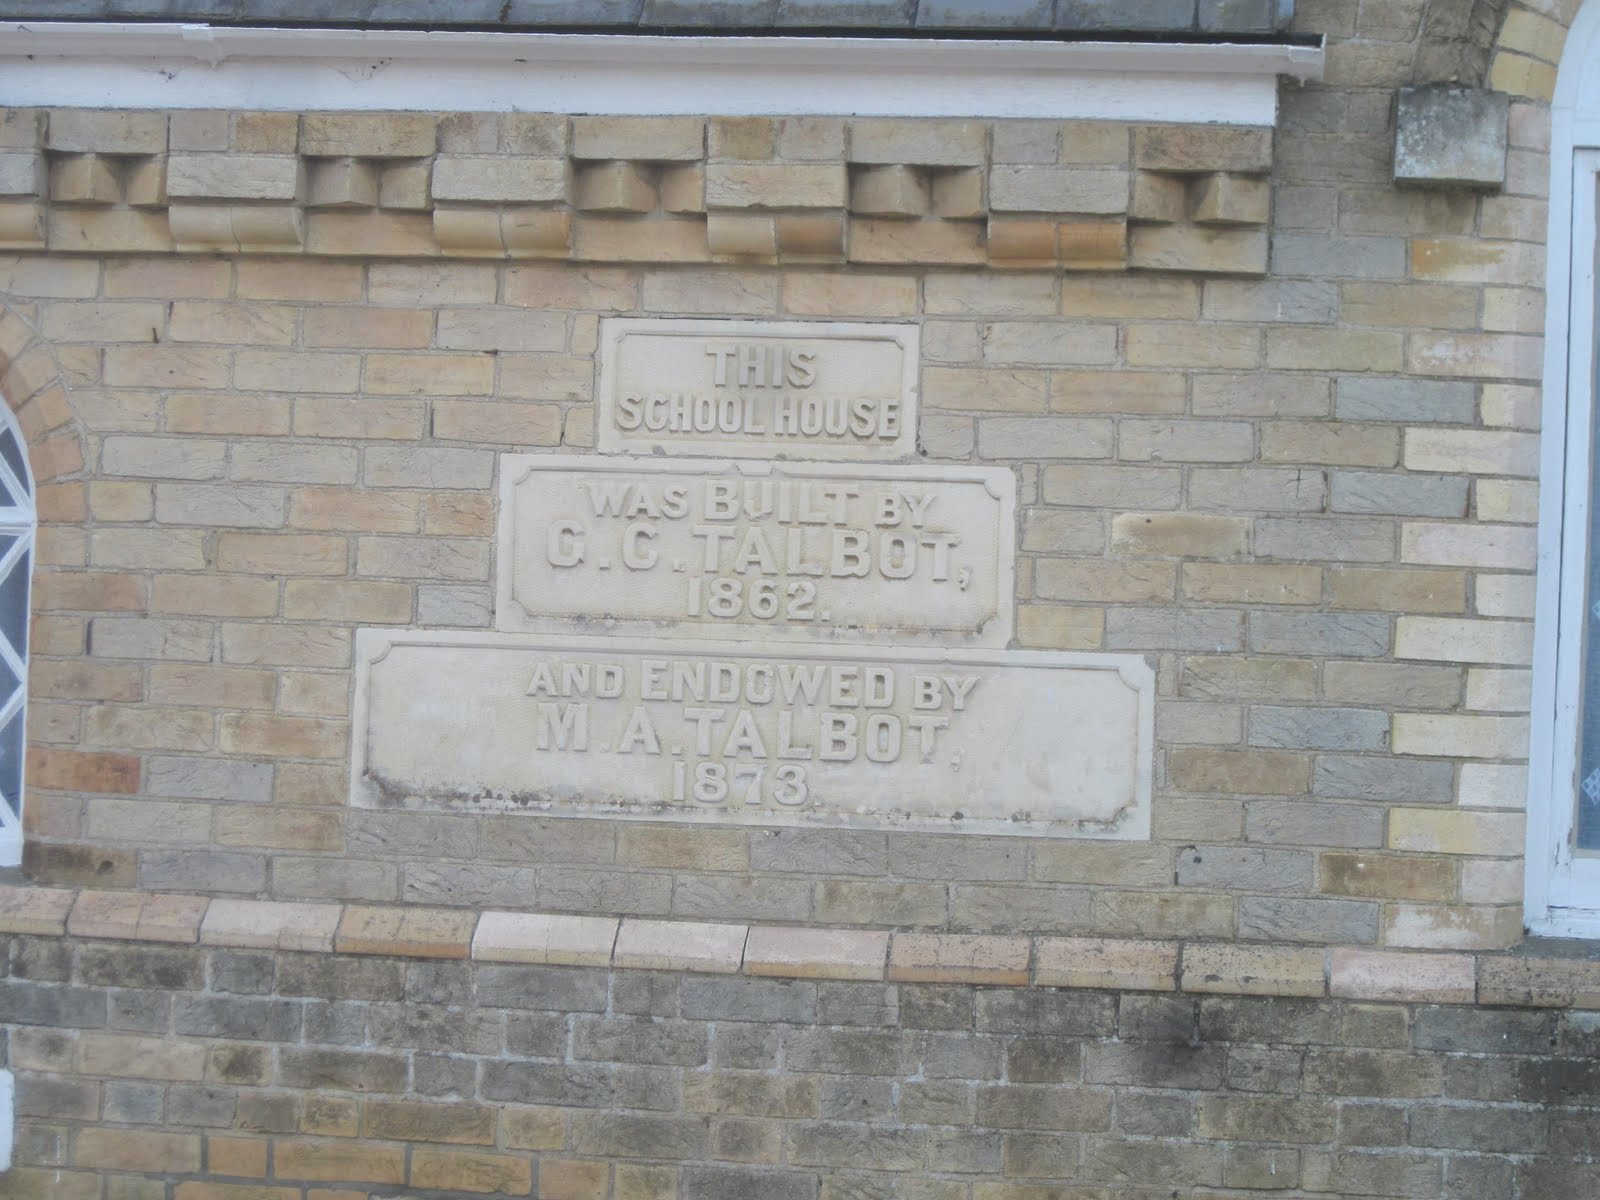 THIS
SCHOOL HOUSE
WAS BUILT BY
C. C. TALBOT,
1862.
AND ENDOWED BY
M. A. TALBOT,
1873.